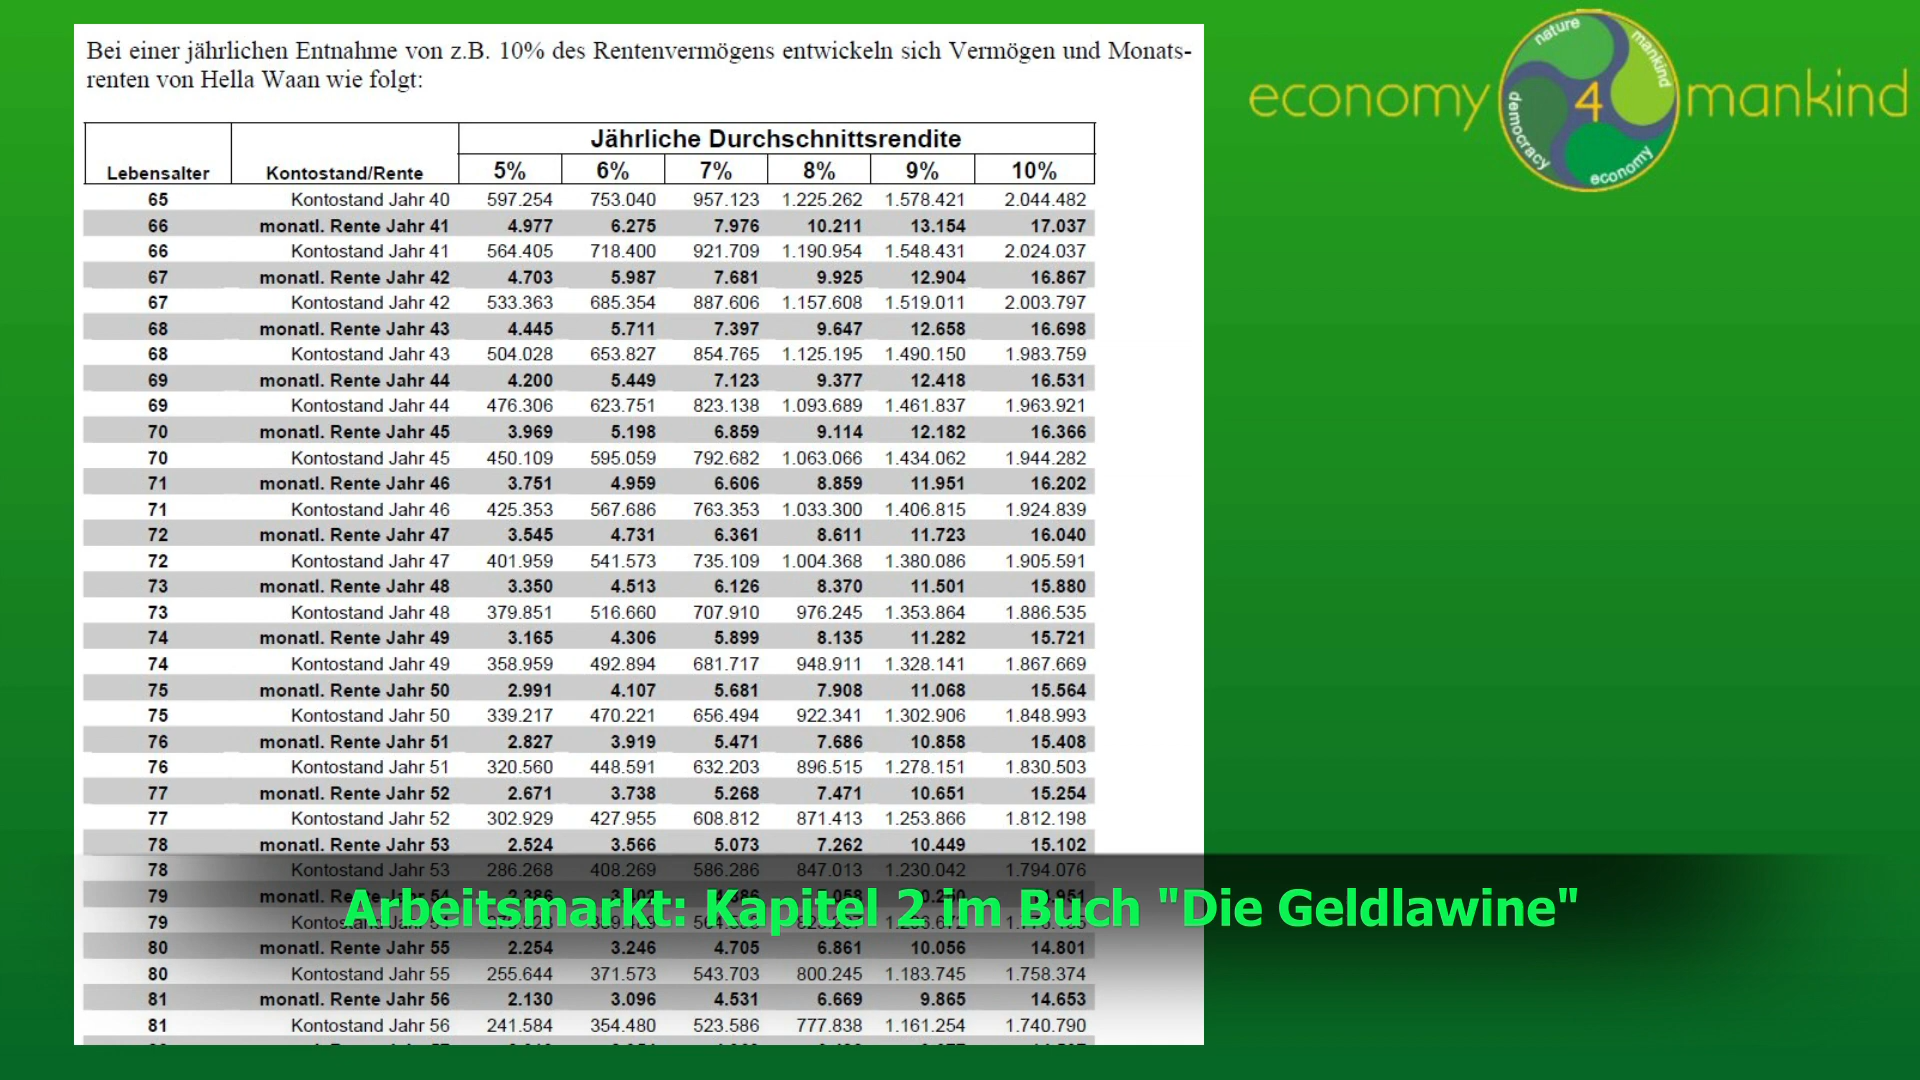 Bei einer jährlichen Entnahme von z.B. 10% des Rentenvermögens entwickeln sich Vermögen und Monats-
renten von Hella Waan wie folgt:
economy 4 mankind
nature
mankind
democracy
economy
Jährliche Durchschnittsrendite
Lebensalter Kontostand/Rente 5% 6% 7% 8% 9% 10%
65 Kontostand Jahr 40 597.254 753.040 957.123 1.225.262 1.578.421 2.044.482
66 monatl. Rente Jahr 41 4.977 6.275 7.976 10.211 13.154 17.037
66 Kontostand Jahr 41 564.405 718.400 921.709 1.190.954 1.548.431 2.024.037
67 monatl. Rente Jahr 42 4.703 5.987 7.681 9.925 12.904 16.867
67 Kontostand Jahr 42 533.363 685.354 887.606 1.157.608 1.519.011 2.003.797
68 monatl. Rente Jahr 43 4.445 5.711 7.397 9.647 12.658 16.698
68 Kontostand Jahr 43 504.028 653.827 854.765 1.125.195 1.490.150 1.983.759
69 monatl. Rente Jahr 44 4.200 5.449 7.123 9.377 12.418 16.531
69 Kontostand Jahr 44 476.306 623.751 823.138 1.093.689 1.461.837 1.963.921
70 monatl. Rente Jahr 45 3.969 5.198 6.859 9.114 12.182 16.366
70 Kontostand Jahr 45 450.109 595.059 792.682 1.063.066 1.434.062 1.944.282
71 monatl. Rente Jahr 46 3.751 4.959 6.606 8.859 11.951 16.202
71 Kontostand Jahr 46 425.353 567.686 763.353 1.033.300 1.406.815 1.924.839
72 monatl. Rente Jahr 47 3.545 4.731 6.361 8.611 11.723 16.040
72 Kontostand Jahr 47 401.959 541.573 735.109 1.004.368 1.380.086 1.905.591
73 monatl. Rente Jahr 48 3.350 4.513 6.126 8.370 11.501 15.880
73 Kontostand Jahr 48 379.851 516.660 707.910 976.245 1.353.864 1.886.535
74 monatl. Rente Jahr 49 3.165 4.306 5.899 8.135 11.282 15.721
74 Kontostand Jahr 49 358.959 492.894 681.717 948.911 1.328.141 1.867.669
75 monatl. Rente Jahr 50 2.991 4.107 5.681 7.908 11.068 15.564
75 Kontostand Jahr 50 339.217 470.221 656.494 922.341 1.302.906 1.848.993
76 monatl. Rente Jahr 51 2.827 3.919 5.471 7.686 10.858 15.408
76 Kontostand Jahr 51 320.560 448.591 632.203 896.515 1.278.151 1.830.503
77 monatl. Rente Jahr 52 2.671 3.738 5.268 7.471 10.651 15.254
77 Kontostand Jahr 52 302.929 427.955 608.812 871.413 1.253.866 1.812.198
78 monatl. Rente Jahr 53 2.524 3.566 5.073 7.262 10.449 15.102
78 Kontostand Jahr 53 286.268 408.269 586.286 847.013 1.230.042 1.794.076
79 monatl.
Arbeitsmarkt: Kapitel 2 im Buch "Die Geldlawine"
79
80 monatl. Rente Jahr 55 2.254 3.246 4.705 6.861 10.056 14.801
80 Kontostand Jahr 55 255.644 371.573 543.703 800.245 1.183.745 1.758.374
81 monatl. Rente Jahr 56 2.130 3.096 4.531 6.669 9.865 14.653
81 Kontostand Jahr 56 241.584 354.480 523.586 777.838 1.161.254 1.740.790